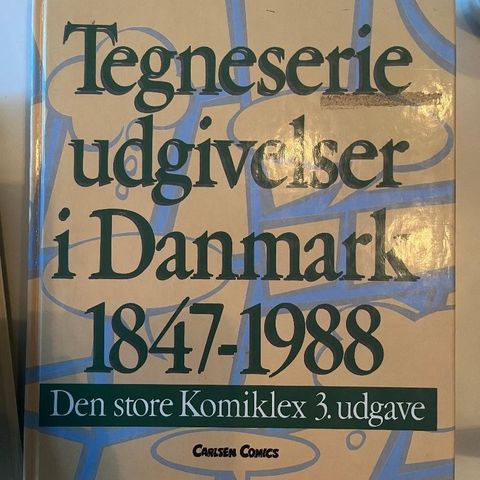 Tegneserie
udgivelser
i Danmark
1847-1988
Den store Komiklex 3. udgave
CARLSEN COMICS